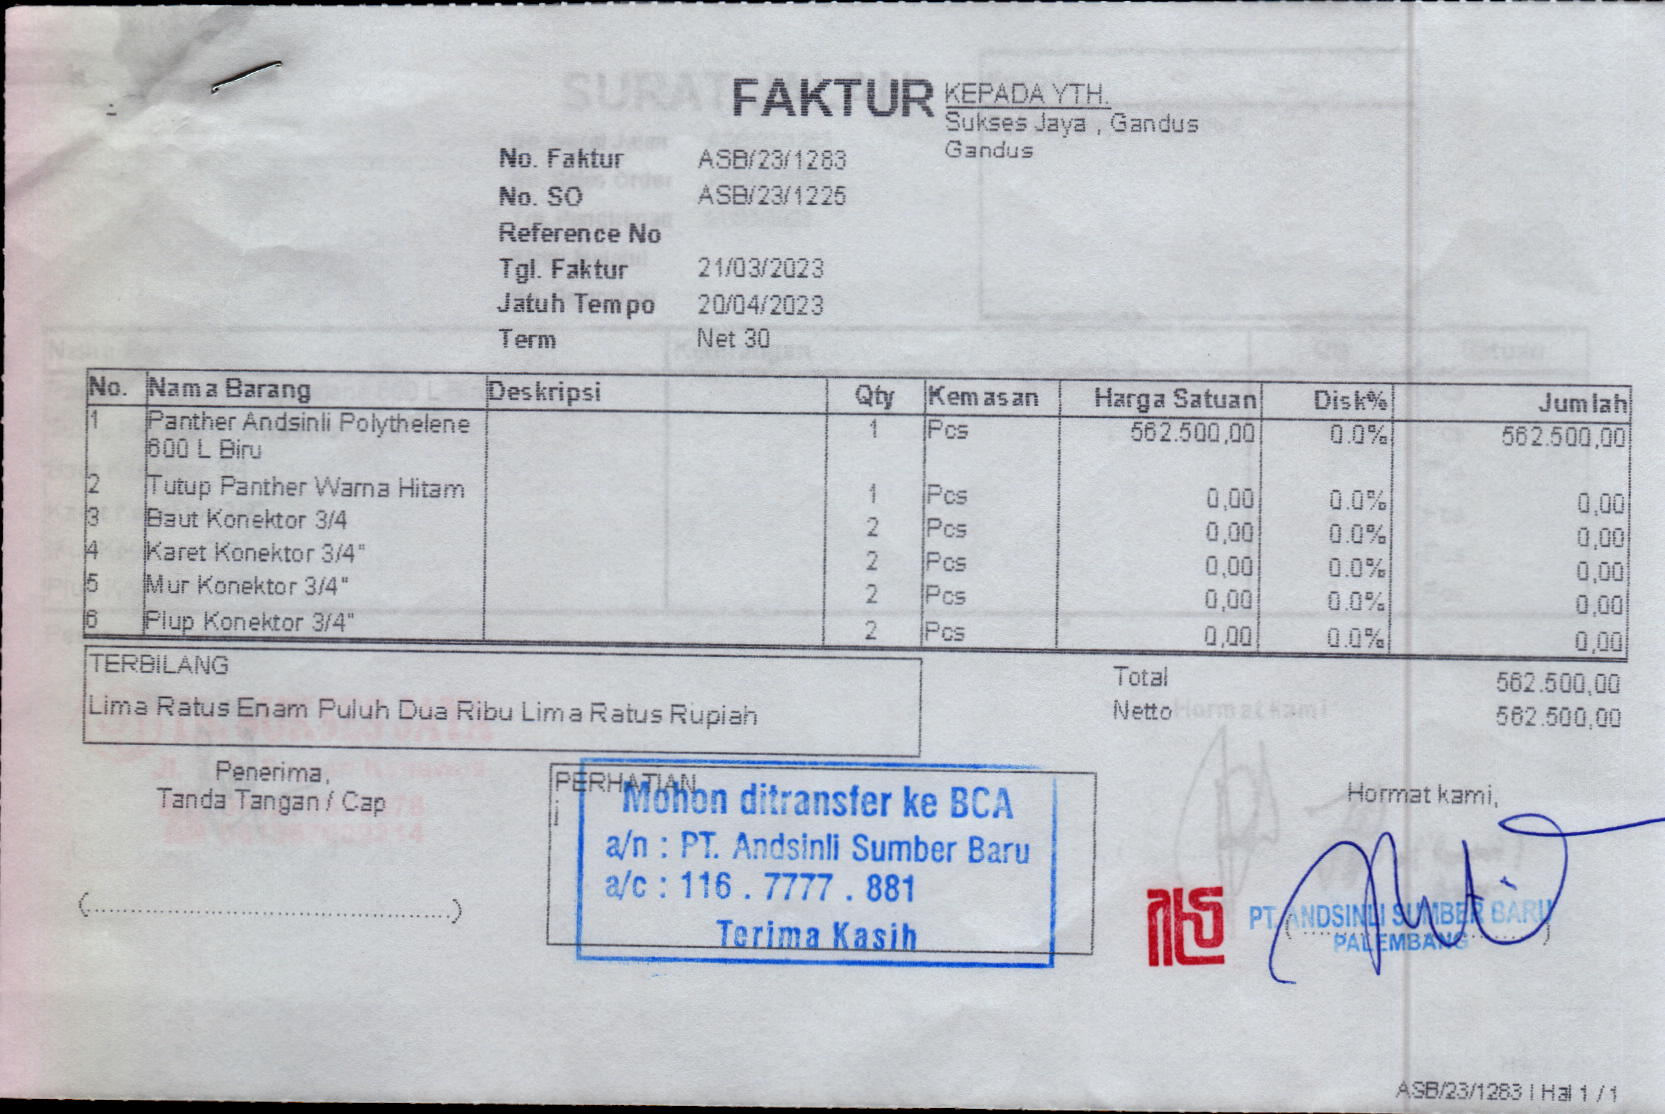 FAKTUR
KEPADA YTH.
Sukses Jaya , Gandus
Gandus
No. Faktur ASB/23/1283
No. SO ASB/23/1225
Reference No
Tgl. Faktur 21/03/2023
Jatuh Tempo 20/04/2023
Term Net 30
No. Nama Barang Deskripsi Qty Kemasan Harga Satuan Disk% Jumlah
1 Panther Andsinli Polythelene 1 Pcs 562.500,00 0.0% 562.500,00
600 L Biru
2 Tutup Panther Warna Hitam 1 Pcs 0,00 0.0% 0,00
3 Baut Konektor 3/4 2 Pcs 0,00 0.0% 0,00
4 Karet Konektor 3/4" 2 Pcs 0,00 0.0% 0,00
5 Mur Konektor 3/4" 2 Pcs 0,00 0.0% 0,00
6 Plup Konektor 3/4" 2 Pcs 0,00 0.0% 0,00
TERBILANG
Lima Ratus Enam Puluh Dua Ribu Lima Ratus Rupiah
Total 562.500,00
Netto 562.500,00
Penerima,
Tanda Tangan / Cap
(..................................................)
PERHATIAN
i
Mohon ditransfer ke BCA
a/n : PT. Andsinli Sumber Baru
a/c : 116 . 7777 . 881
Terima Kasih
Hormat kami,
PT. ANDSINLI SUMBER BARU
PALEMBANG
ASB/23/1283 | Hal 1 / 1